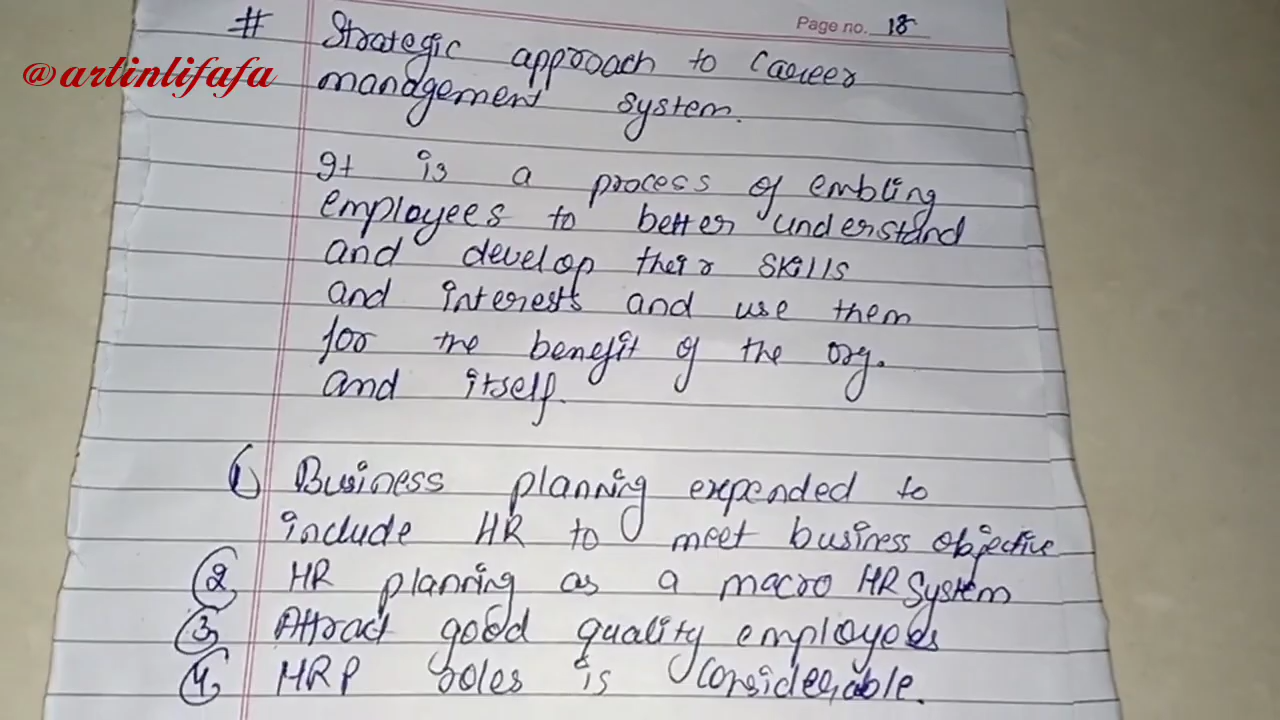 Page no. 18
@artinlifafa
# Strategic approach to Career
management system.
It is a process of embling
employees to better understand
and develop their skills
and interests and use them
for the benefit of the org.
and itself.
1) Business planning expended to
include HR to meet business objective
2) HR planning as a macro HR System
3) Attract good quality employees
4) HRP roles is considerable.